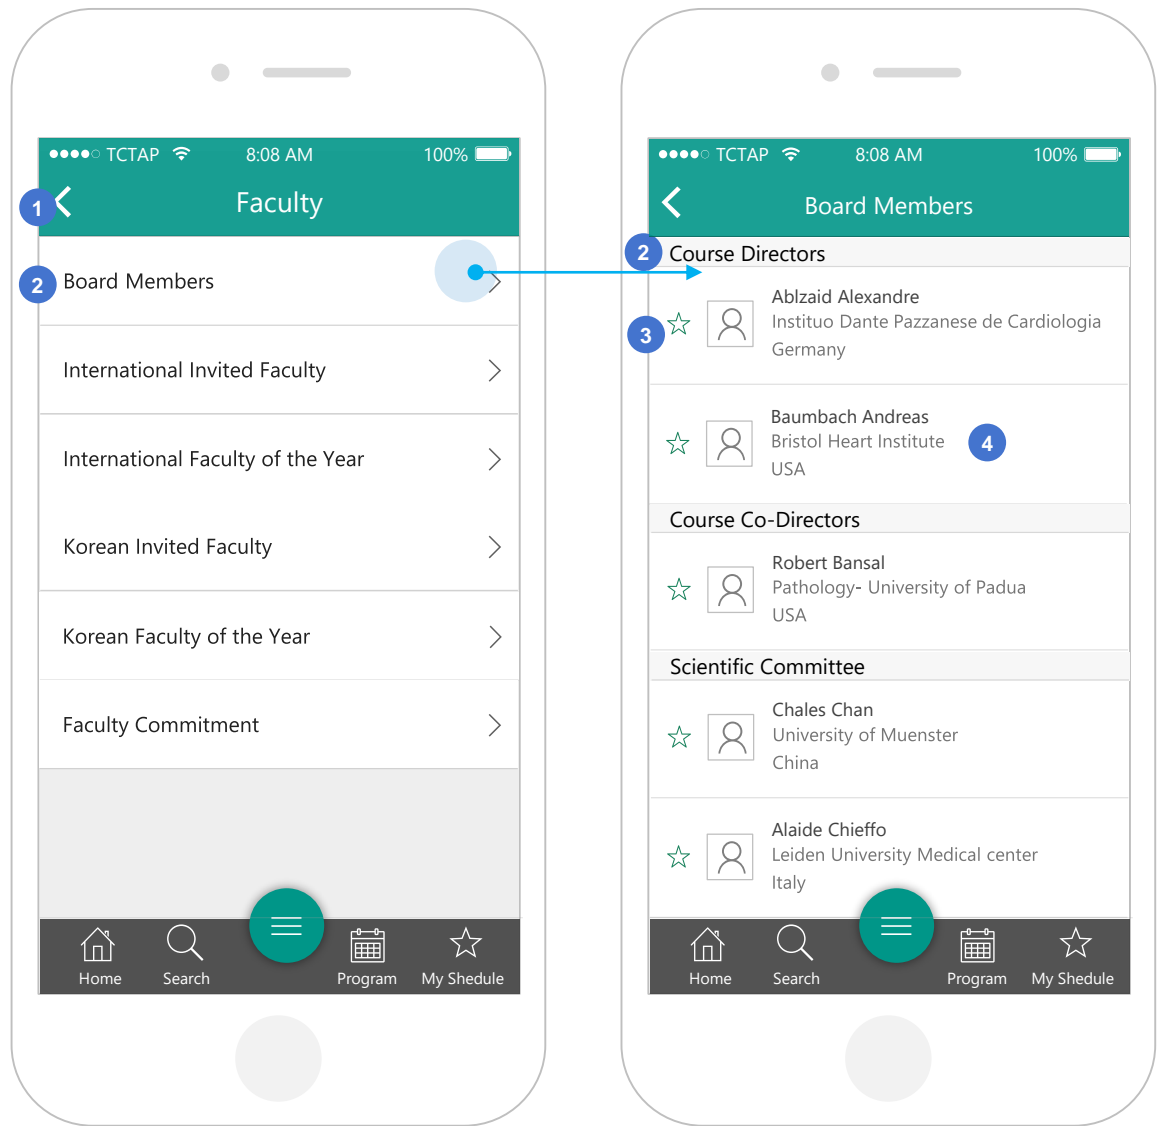 TCTAP 8:08 AM 100%
1 Faculty
2 Board Members
International Invited Faculty
International Faculty of the Year
Korean Invited Faculty
Korean Faculty of the Year
Faculty Commitment
Home Search Program My Shedule
TCTAP 8:08 AM 100%
Board Members
2 Course Directors
Ablzaid Alexandre
3 Instituo Dante Pazzanese de Cardiologia
Germany
Baumbach Andreas
Bristol Heart Institute 4
USA
Course Co-Directors
Robert Bansal
Pathology- University of Padua
USA
Scientific Committee
Chales Chan
University of Muenster
China
Alaide Chieffo
Leiden University Medical center
Italy
Home Search Program My Shedule